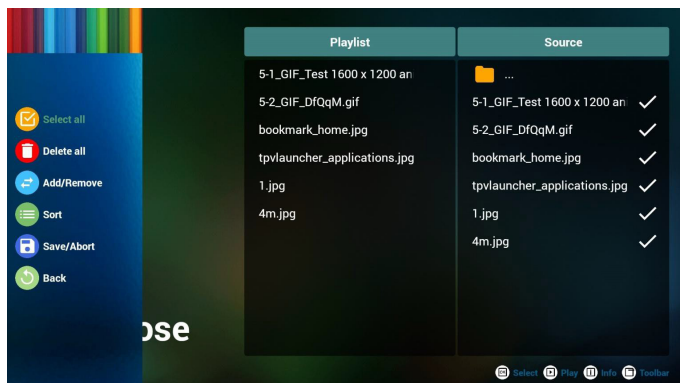 Select all
Delete all
Add/Remove
Sort
Save/Abort
Back
Playlist
5-1_GIF_Test 1600 x 1200 an
5-2_GIF_DfQqM.gif
bookmark_home.jpg
tpvlauncher_applications.jpg
1.jpg
4m.jpg
Source
...
5-1_GIF_Test 1600 x 1200 an
5-2_GIF_DfQqM.gif
bookmark_home.jpg
tpvlauncher_applications.jpg
1.jpg
4m.jpg
ose
Select Play Info Toolbar